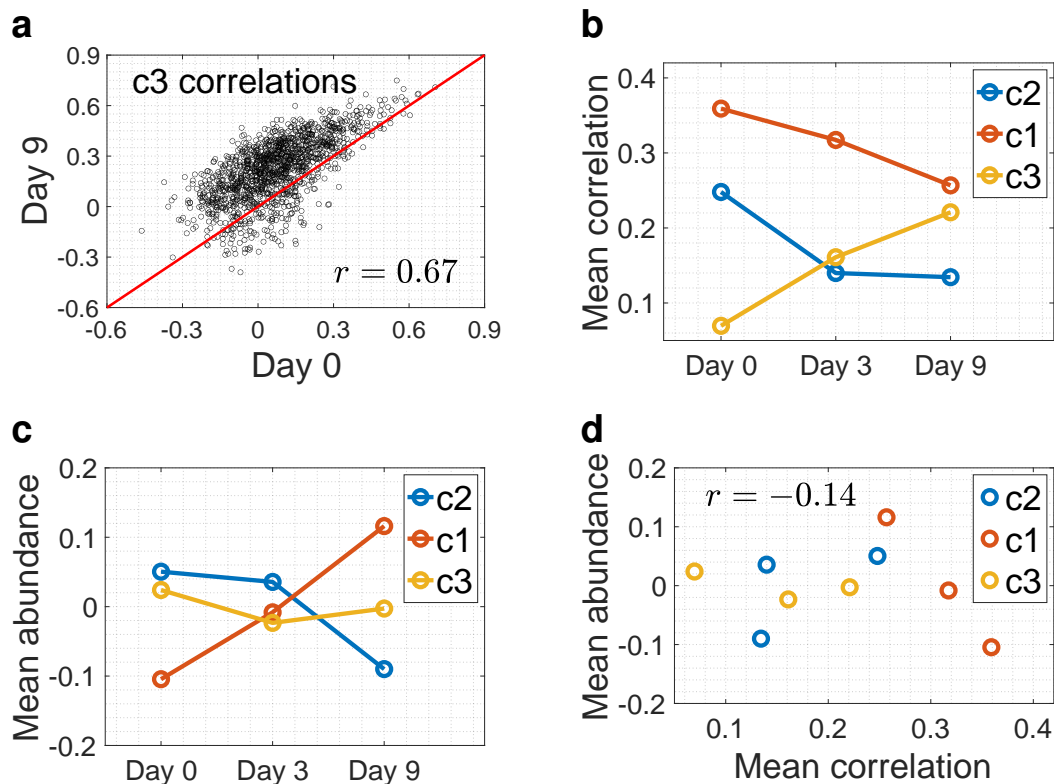 a
0.9
0.6
0.3
0
-0.3
-0.6
Day 9
c3 correlations
r = 0.67
-0.6 -0.3 0 0.3 0.6 0.9
Day 0
b
0.4
0.3
0.2
0.1
Mean correlation
c2
c1
c3
Day 0 Day 3 Day 9
c
0.2
0.1
0
-0.1
-0.2
Mean abundance
c2
c1
c3
Day 0 Day 3 Day 9
d
0.2
0.1
0
-0.1
-0.2
Mean abundance
r = −0.14
c2
c1
c3
0.1 0.2 0.3 0.4
Mean correlation